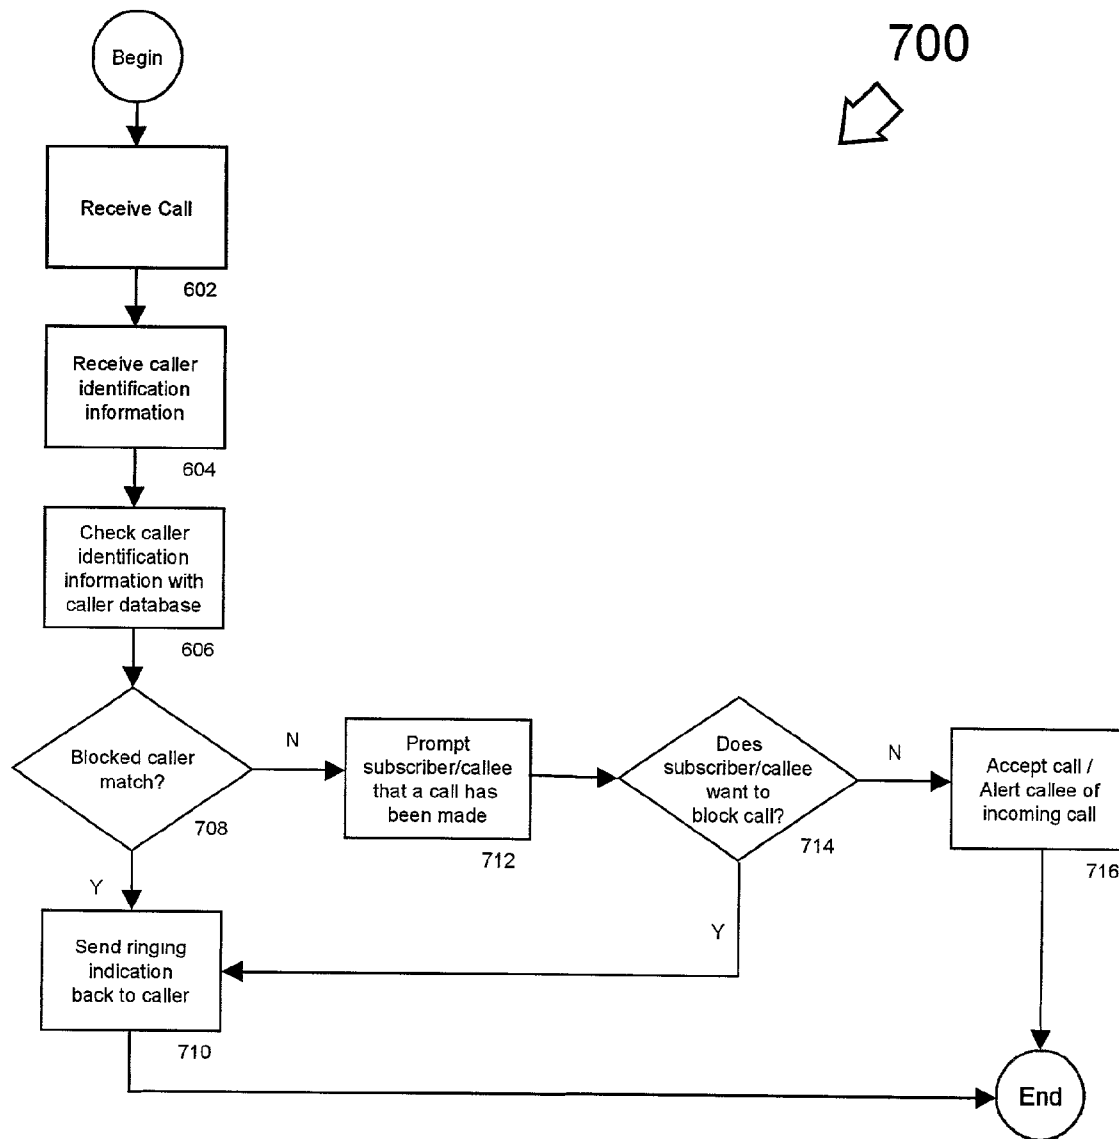 700
Begin
Receive Call
602
Receive caller
identification
information
604
Check caller
identification
information with
caller database
606
Blocked caller
match?
708
N
Prompt
subscriber/callee
that a call has
been made
712
Does
subscriber/callee
want to
block call?
714
N
Accept call /
Alert callee of
incoming call
716
Y
Y
Send ringing
indication
back to caller
710
End